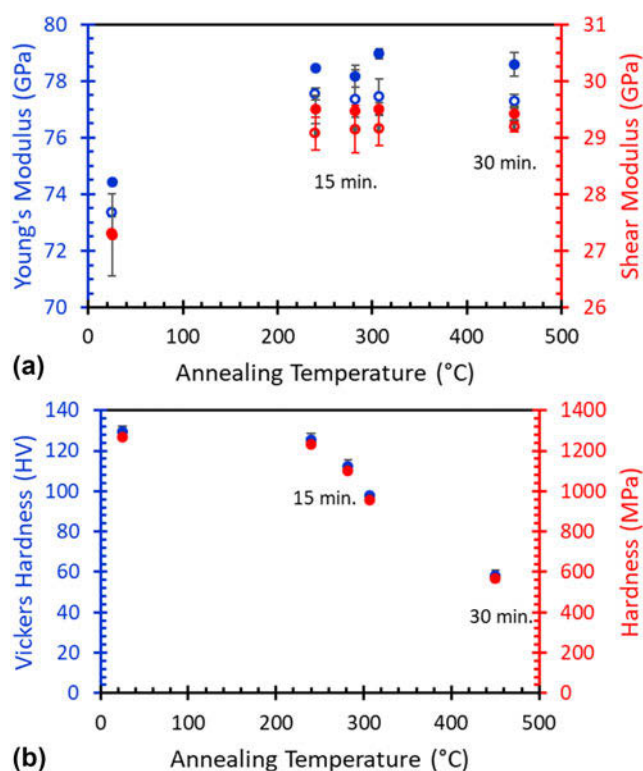 80
78
76
74
72
70
Young's Modulus (GPa)
31
30
29
28
27
26
Shear Modulus (GPa)
15 min.
30 min.
0 100 200 300 400 500
(a)
Annealing Temperature (°C)
140
120
100
80
60
40
20
0
Vickers Hardness (HV)
1400
1200
1000
800
600
400
200
0
Hardness (MPa)
15 min.
30 min.
0 100 200 300 400 500
(b)
Annealing Temperature (°C)